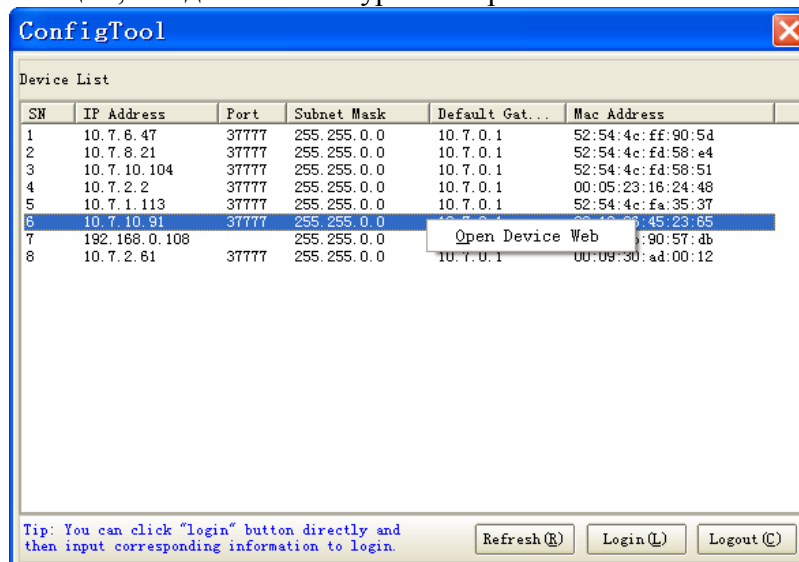 ConfigTool
Device List
SN IP Address Port Subnet Mask Default Gat... Mac Address
1 10.7.6.47 37777 255.255.0.0 10.7.0.1 52:54:4c:ff:90:5d
2 10.7.8.21 37777 255.255.0.0 10.7.0.1 52:54:4c:fd:58:e4
3 10.7.10.104 37777 255.255.0.0 10.7.0.1 52:54:4c:fd:58:51
4 10.7.2.2 37777 255.255.0.0 10.7.0.1 00:05:23:16:24:48
5 10.7.1.113 37777 255.255.0.0 10.7.0.1 52:54:4c:fa:35:37
6 10.7.10.91 37777 255.255.0.0 :45:23:65
Open Device Web
7 192.168.0.108 255.255.0.0 :90:57:db
8 10.7.2.61 37777 255.255.0.0 10.7.0.1 00:09:30:ad:00:12
Tip: You can click "login" button directly and
then input corresponding information to login.
Refresh(R) Login(L) Logout(C)